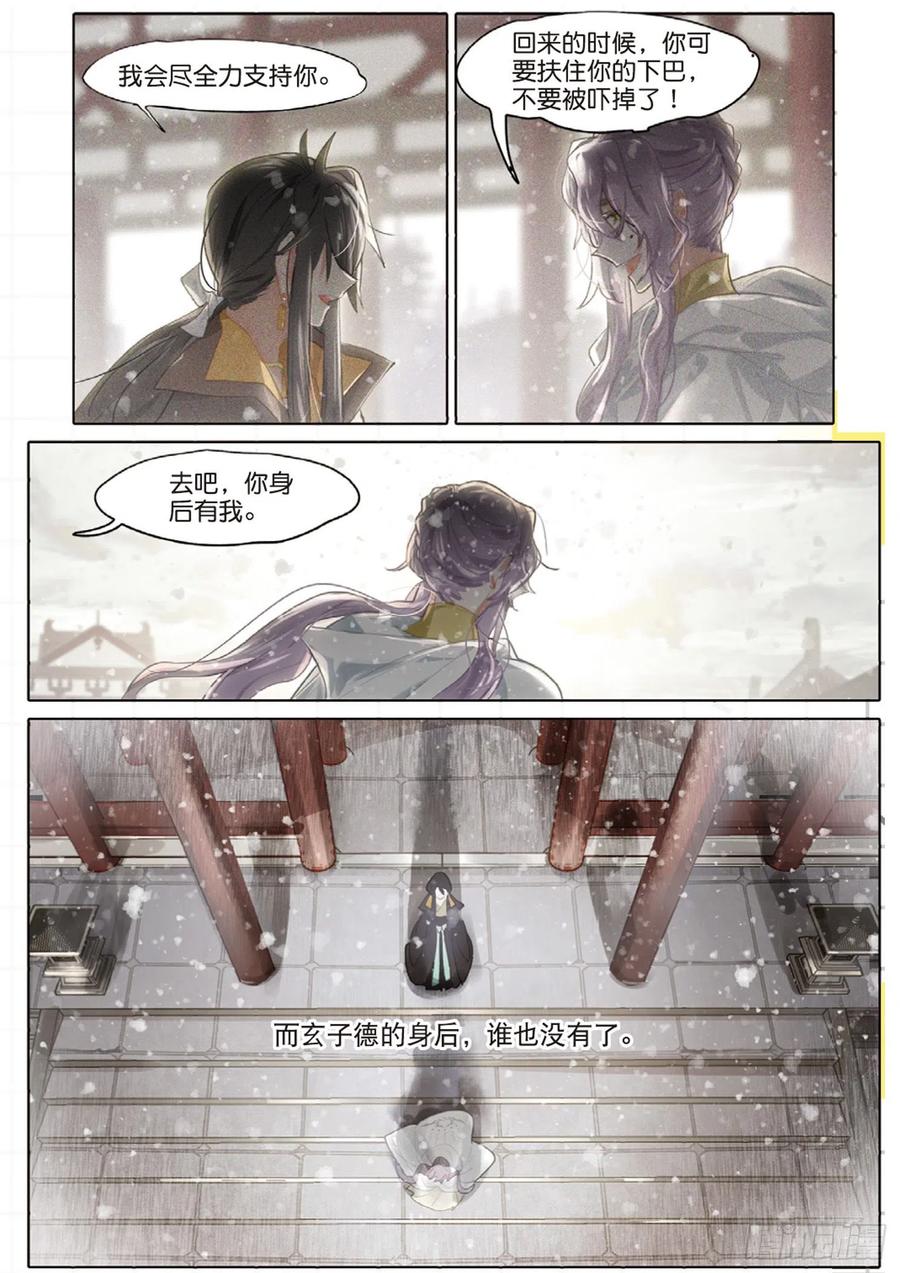 我会尽全力支持你。
回来的时候，你可
要扶住你的下巴，
不要被吓掉了！
去吧，你身
后有我。
而玄子德的身后，谁也没有了。